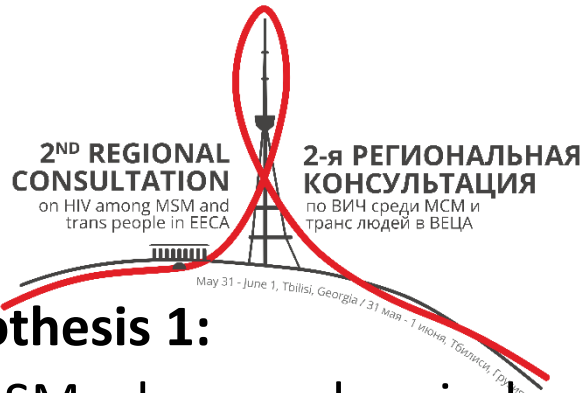 2ND REGIONAL
CONSULTATION
on HIV among MSM and
trans people in EECA
2-я РЕГИОНАЛЬНАЯ
КОНСУЛЬТАЦИЯ
по ВИЧ среди МСМ и
транс людей в ВЕЦА
May 31 - June 1, Tbilisi, Georgia / 31 мая - 1 июня, Тбилиси,
othesis 1: